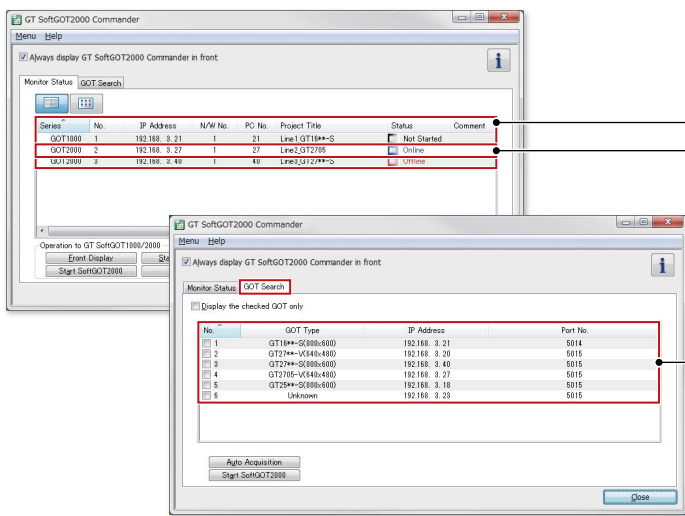 GT SoftGOT2000 Commander
Menu Help
Always display GT SoftGOT2000 Commander in front
Monitor Status GOT Search
Series No. IP Address N/W No. PC No. Project Title Status Comment
GOT1000 1 192.168. 3. 21 1 21 Line1_GT16**-S Not Started
GOT2000 2 192.168. 3. 27 1 27 Line2_GT2705 Online
GOT2000 3 192.168. 3. 40 1 40 Line3_GT27**-S Offline
Operation to GT SoftGOT1000/2000
Front Display
Start SoftGOT2000
GT SoftGOT2000 Commander
Menu Help
Always display GT SoftGOT2000 Commander in front
Monitor Status GOT Search
Display the checked GOT only
No. GOT Type IP Address Port No.
1 GT16**-S(800x600) 192.168. 3. 21 5014
2 GT27**-V(640x480) 192.168. 3. 20 5015
3 GT27**-S(800x600) 192.168. 3. 40 5015
4 GT2705-V(640x480) 192.168. 3. 27 5015
5 GT25**-S(800x600) 192.168. 3. 18 5015
6 Unknown 192.168. 3. 23 5015
Auto Acquisition
Start SoftGOT2000
Close